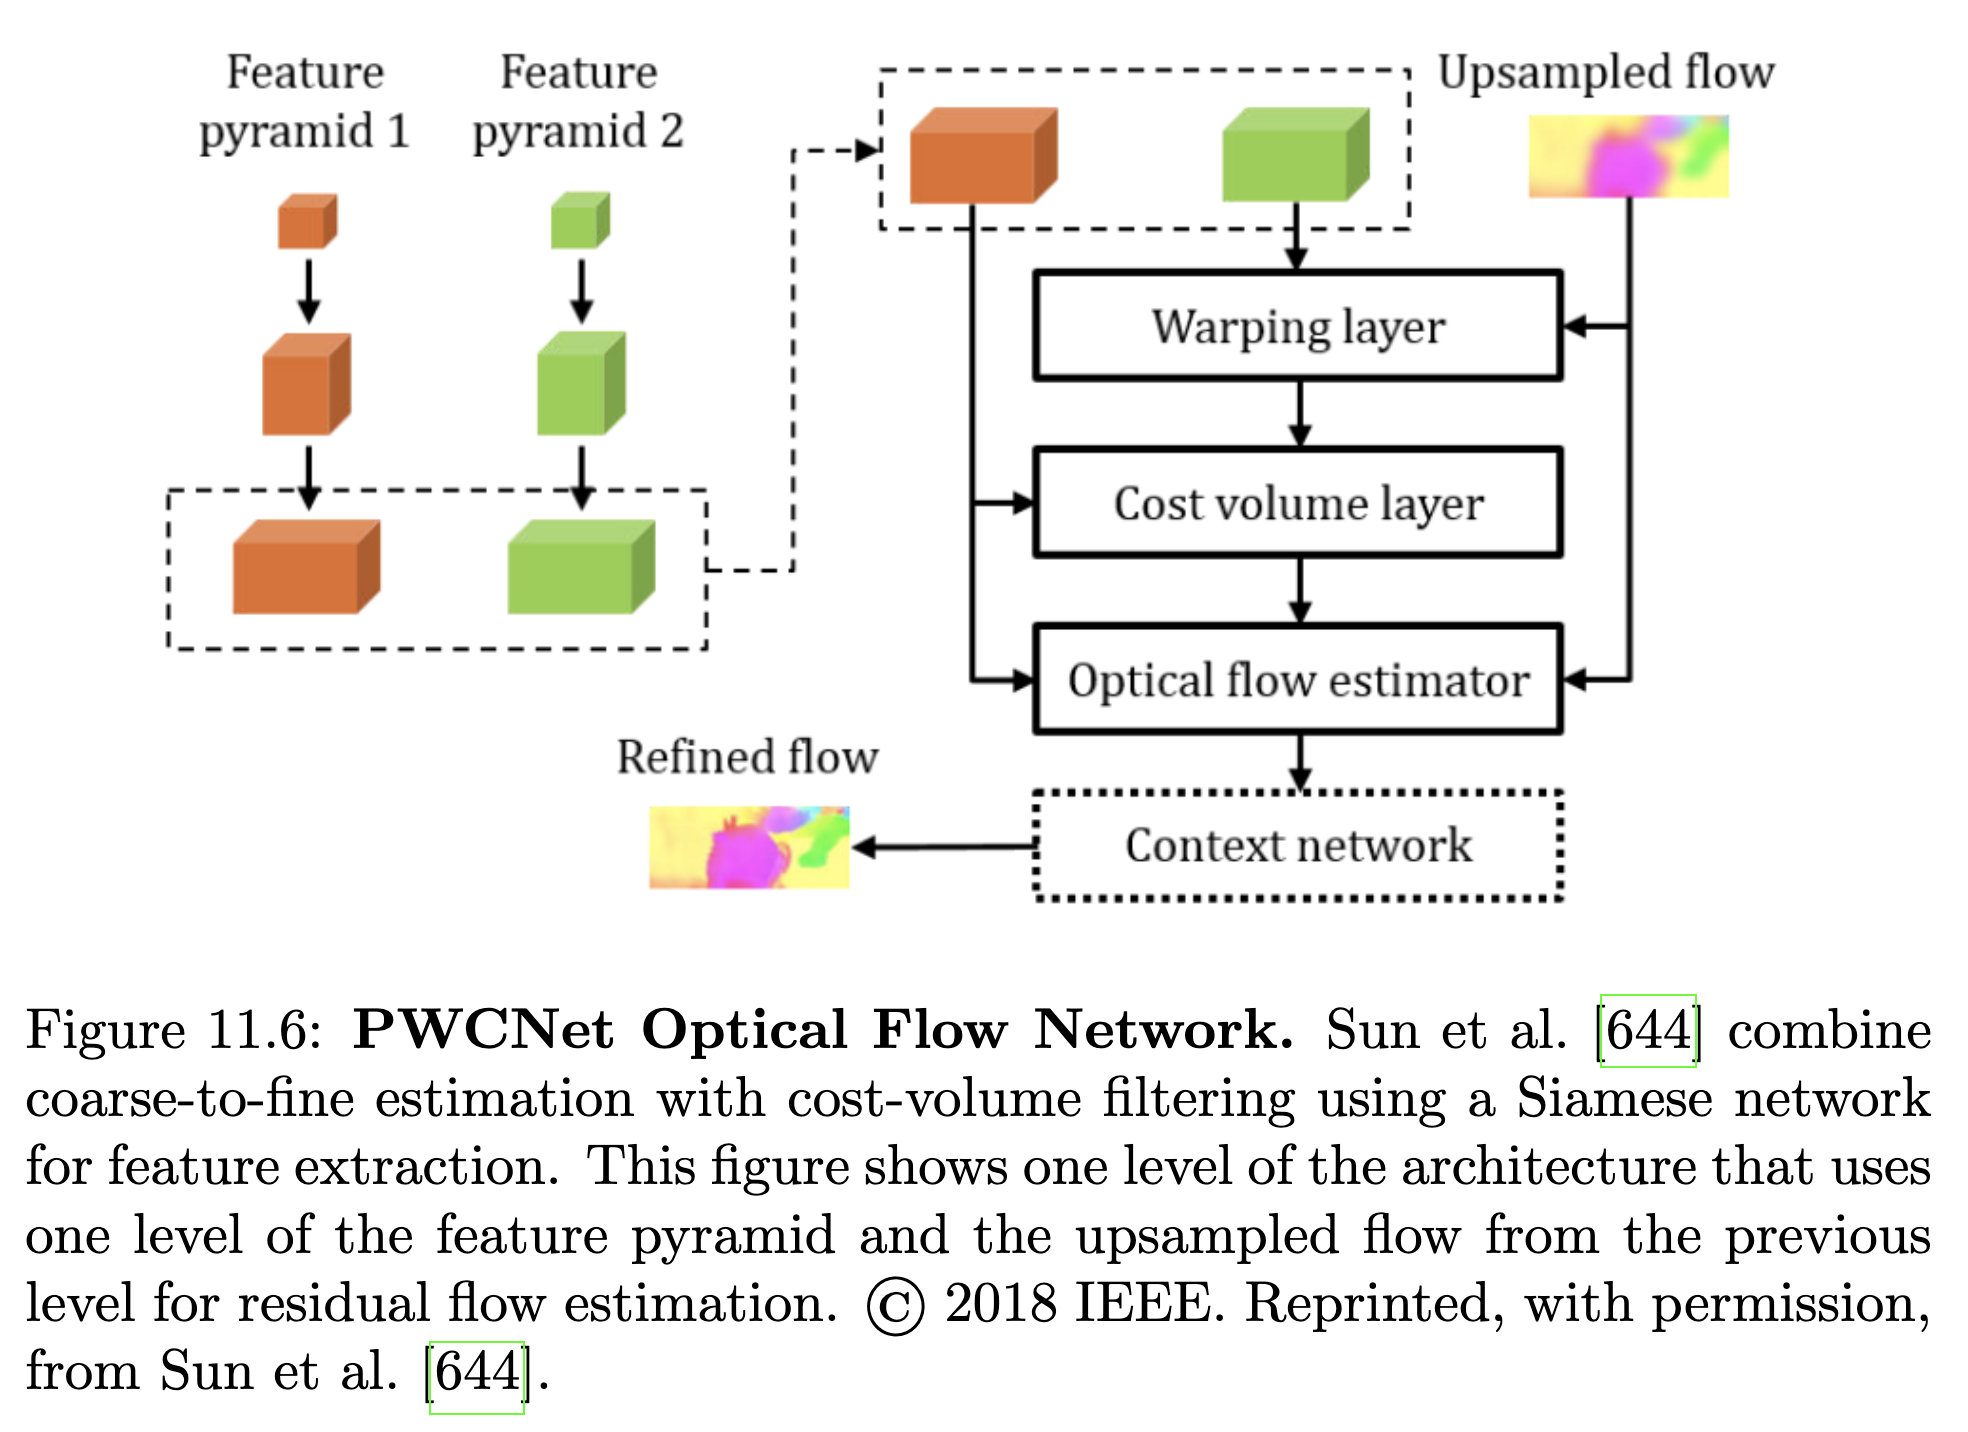 Feature
pyramid 1
Feature
pyramid 2
Upsampled flow
Warping layer
Cost volume layer
Optical flow estimator
Refined flow
Context network
Figure 11.6: PWCNet Optical Flow Network. Sun et al. [644] combine
coarse-to-fine estimation with cost-volume filtering using a Siamese network
for feature extraction. This figure shows one level of the architecture that uses
one level of the feature pyramid and the upsampled flow from the previous
level for residual flow estimation. © 2018 IEEE. Reprinted, with permission,
from Sun et al. [644].